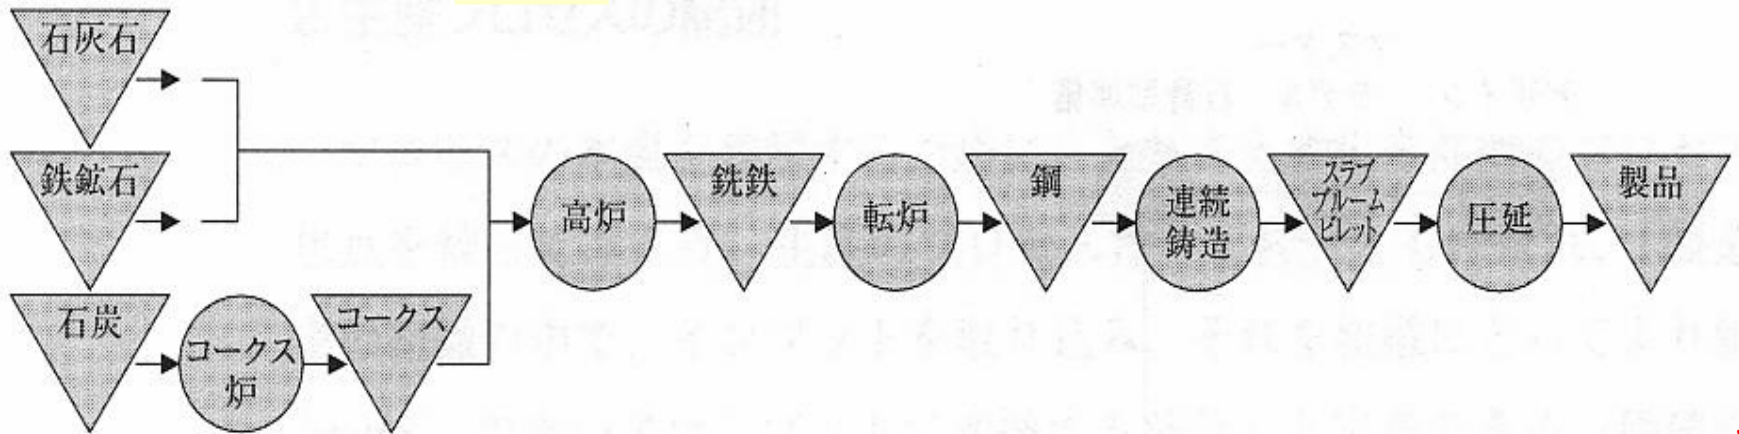 石灰石
鉄鉱石
石炭
コークス
炉
コークス
高炉
銑鉄
転炉
鋼
連続
鋳造
スラブ
ブルーム
ビレット
圧延
製品